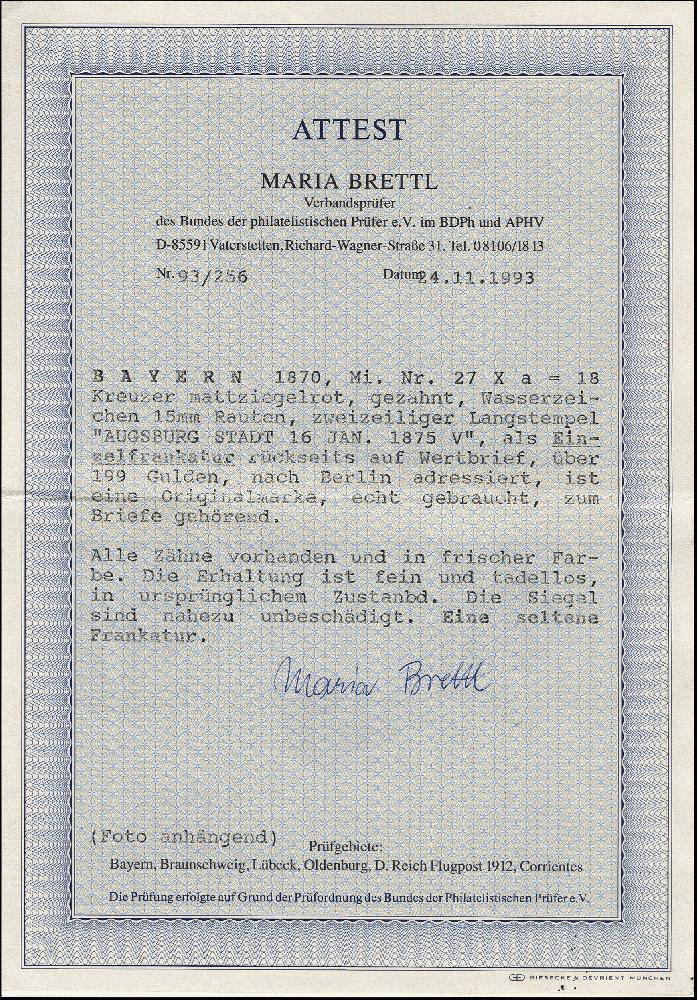 ATTEST
MARIA BRETTL
Verbandsprüfer
des Bundes der philatelistischen Prüfer e.V. im BDPh und APHV
D-85591 Vaterstetten, Richard-Wagner-Straße 31. Tel. 08106/1813
Nr. 93/256 Datum 24.11.1993
B A Y E R N 1870, Mi. Nr. 27 X a = 18
Kreuzer mattziegelrot, gezähnt, Wasserzei-
chen 15mm Rauten, zweizeiliger Langstempel
"AUGSBURG STADT 16 JAN. 1875 V", als Ein-
zelfrankatur rückseits auf Wertbrief, über
199 Gulden, nach Berlin adressiert, ist
eine Originalmarke, echt gebraucht, zum
Briefe gehörend.
Alle Zähne vorhanden und in frischer Far-
be. Die Erhaltung ist fein und tadellos,
in ursprünglichem Zustanbd. Die Siegel
sind nahezu unbeschädigt. Eine seltene
Frankatur.
Maria Brettl
(Foto anhängend)
Prüfgebiete:
Bayern, Braunschweig, Lübeck, Oldenburg, D. Reich Flugpost 1912, Corrientes
Die Prüfung erfolgte auf Grund der Prüfordnung des Bundes der Philatelistischen Prüfer e.V.
GIESECKE & DEVRIENT MÜNCHEN